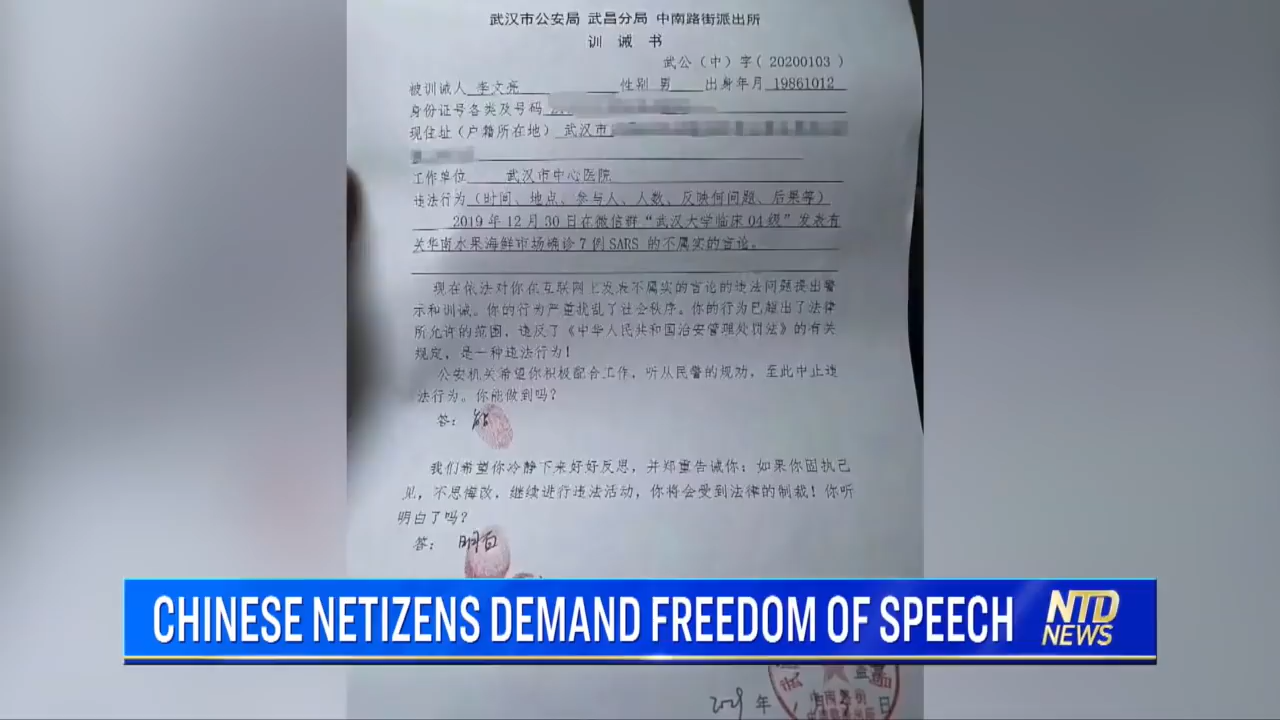 武汉市公安局 武昌分局 中南路街派出所
训 诫 书
武公（中）字（ 20200103 ）
被训诫人 李文亮 性别 男 出身年月 19861012
身份证号各类及号码
现住址（户籍所在地） 武汉市
工作单位 武汉市中心医院
违法行为（时间、地点、参与人、人数、反映何问题、后果等）
2019 年 12 月 30 日在微信群“武汉大学临床 04 级”发表有
关华南水果海鲜市场确诊 7 例 SARS 的不属实的言论。
现在依法对你在互联网上发表不属实的言论的违法问题提出警
示和训诫。你的行为严重扰乱了社会秩序。你的行为已超出了法律
所允许的范围，违反了《中华人民共和国治安管理处罚法》的有关
规定，是一种违法行为！
公安机关希望你积极配合工作，听从民警的规劝，至此中止违
法行为。你能做到吗？
答： 能
我们希望你冷静下来好好反思，并郑重告诫你：如果你固执己
见，不思悔改，继续进行违法活动，你将会受到法律的制裁！你听
明白了吗？
答： 明白
CHINESE NETIZENS DEMAND FREEDOM OF SPEECH
NTD
NEWS
年 月 日